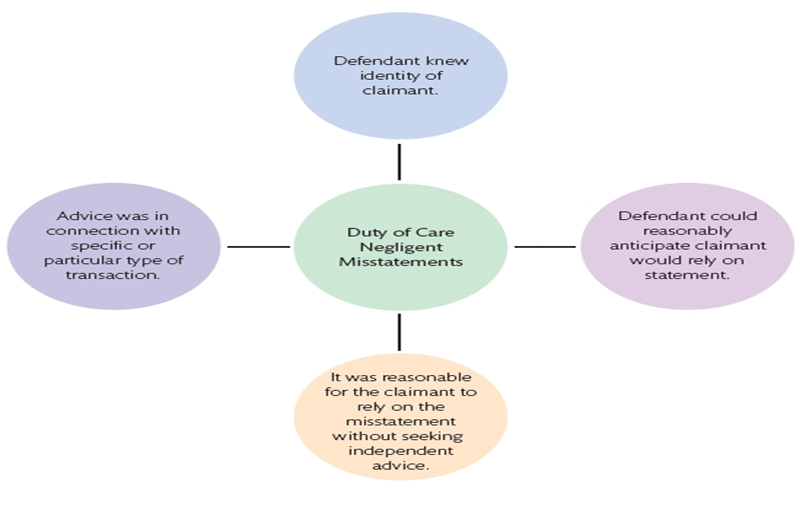 Defendant knew
identity of
claimant.
Advice was in
connection with
specific or
particular type of
transaction.
Duty of Care
Negligent
Misstatements
Defendant could
reasonably
anticipate claimant
would rely on
statement.
It was reasonable
for the claimant to
rely on the
misstatement
without seeking
independent
advice.